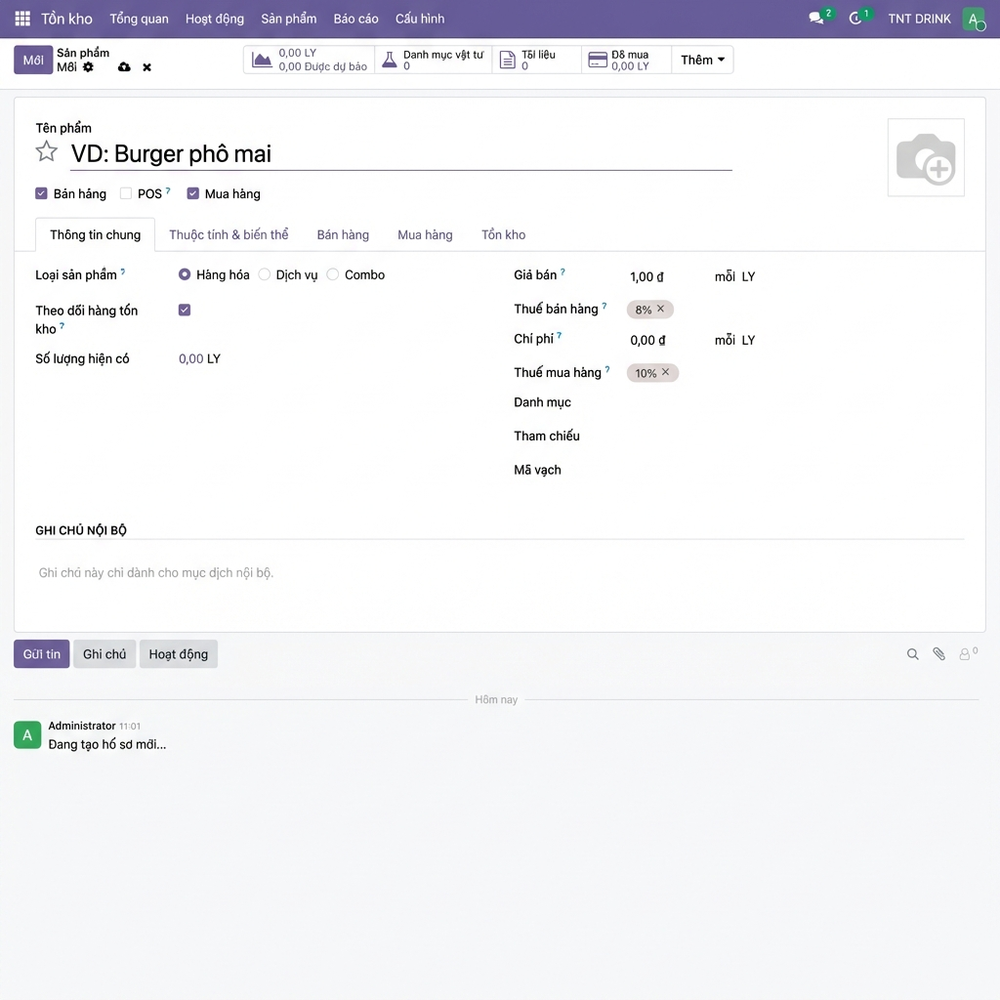 Tồn kho Tổng quan Hoạt động Sản phẩm Báo cáo Cấu hình 2 1 TNT DRINK A
Mới Sản phẩm
Mới
0,00 LY
0,00 Được dự bảo
Danh mục vật tư
0
Tài liệu
0
Đã mua
0,00 LY
Thêm
Tên phẩm
VD: Burger phô mai
Bán háng POS ? Mua hàng
Thông tin chung Thuộc tính & biến thể Bán hàng Mua hàng Tồn kho
Loại sản phẩm ? Hàng hóa Dịch vụ Combo
Theo dõi hàng tồn
kho ?
Số lượng hiện có 0,00 LY
Giá bán ? 1,00 ₫ mỗi LY
Thuế bán hàng ? 8% ×
Chí phí ? 0,00 ₫ mỗi LY
Thuế mua hàng ? 10% ×
Danh mục
Tham chiếu
Mã vạch
GHI CHỦ NỘI BỘ
Ghi chú này chỉ dành cho mục dịch nội bộ.
Gửi tin Ghi chú Hoạt động 0
Hôm nay
A Administrator 11:01
Đang tạo hồ sơ mới...